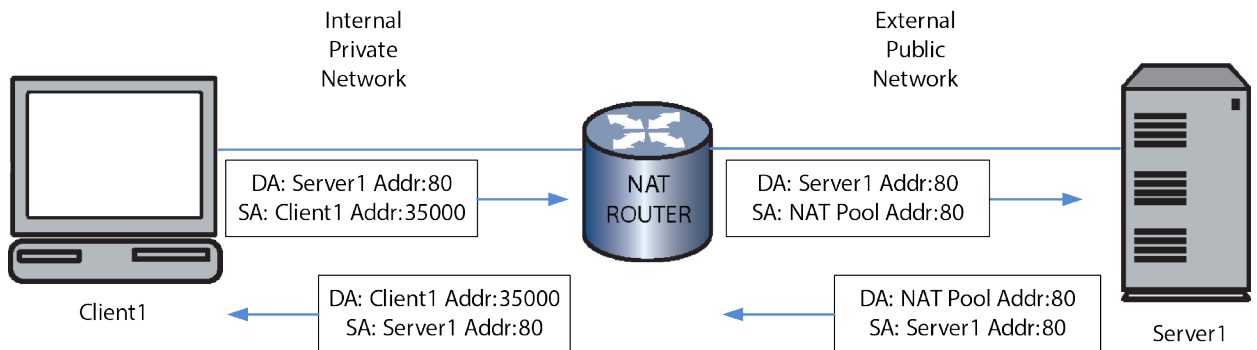 Internal
Private
Network
External
Public
Network
DA: Server1 Addr:80
SA: Client1 Addr:35000
NAT
ROUTER
DA: Server1 Addr:80
SA: NAT Pool Addr:80
Client1
DA: Client1 Addr:35000
SA: Server1 Addr:80
DA: NAT Pool Addr:80
SA: Server1 Addr:80
Server1